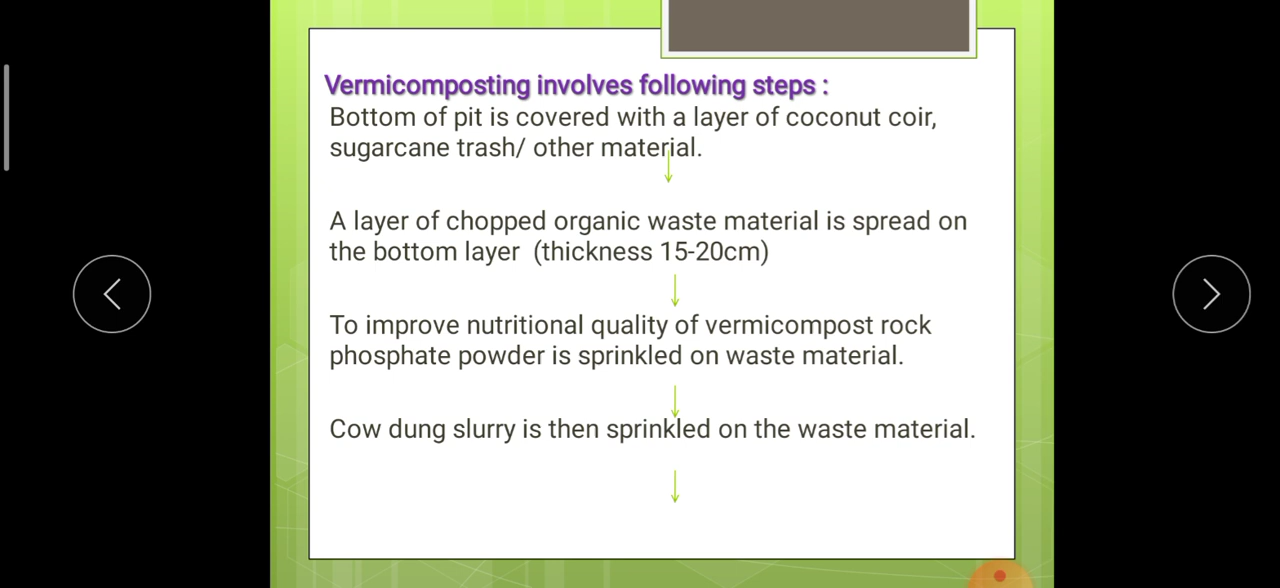 Vermicomposting involves following steps :
Bottom of pit is covered with a layer of coconut coir,
sugarcane trash/ other material.
A layer of chopped organic waste material is spread on
the bottom layer  (thickness 15-20cm)
To improve nutritional quality of vermicompost rock
phosphate powder is sprinkled on waste material.
Cow dung slurry is then sprinkled on the waste material.